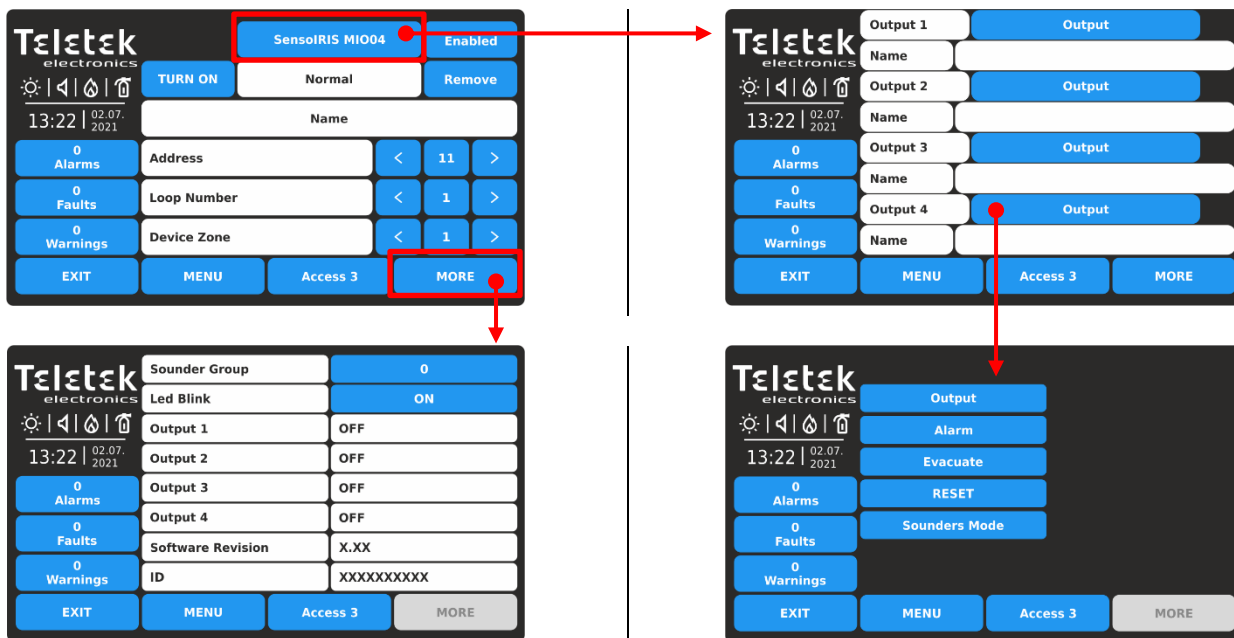 Teletek
electronics
13:22 02.07.
2021
0
Alarms
0
Faults
0
Warnings
SensoIRIS MIO04 Enabled
TURN ON Normal Remove
Name
Address < 11 >
Loop Number < 1 >
Device Zone < 1 >
EXIT MENU Access 3 MORE
Teletek
electronics
13:22 02.07.
2021
0
Alarms
0
Faults
0
Warnings
Output 1 Output
Name
Output 2 Output
Name
Output 3 Output
Name
Output 4 Output
Name
EXIT MENU Access 3 MORE
Teletek
electronics
13:22 02.07.
2021
0
Alarms
0
Faults
0
Warnings
Sounder Group 0
Led Blink ON
Output 1 OFF
Output 2 OFF
Output 3 OFF
Output 4 OFF
Software Revision X.XX
ID XXXXXXXXXX
EXIT MENU Access 3 MORE
Teletek
electronics
13:22 02.07.
2021
0
Alarms
0
Faults
0
Warnings
Output
Alarm
Evacuate
RESET
Sounders Mode
EXIT MENU Access 3 MORE